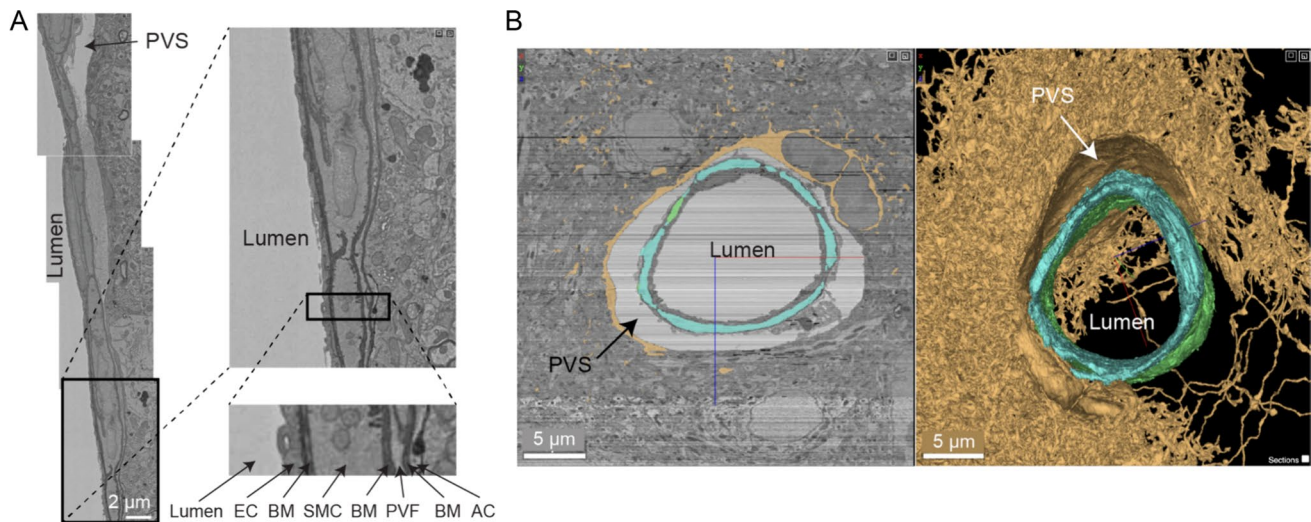 A
PVS
Lumen
2 µm
Lumen
Lumen EC BM SMC BM PVF BM AC
B
PVS
Lumen
5 µm
PVS
Lumen
5 µm
Sections